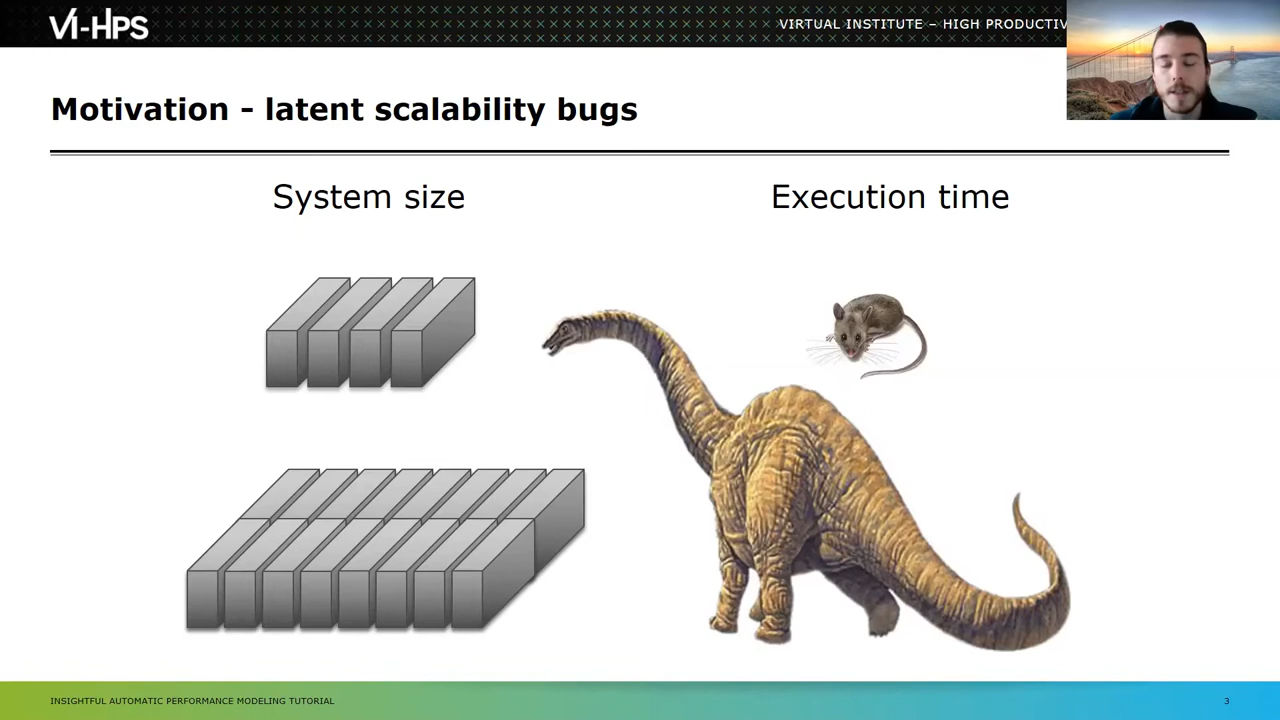 VI-HPS
VIRTUAL INSTITUTE – HIGH PRODUCTIV
Motivation - latent scalability bugs
System size
Execution time
INSIGHTFUL AUTOMATIC PERFORMANCE MODELING TUTORIAL
3